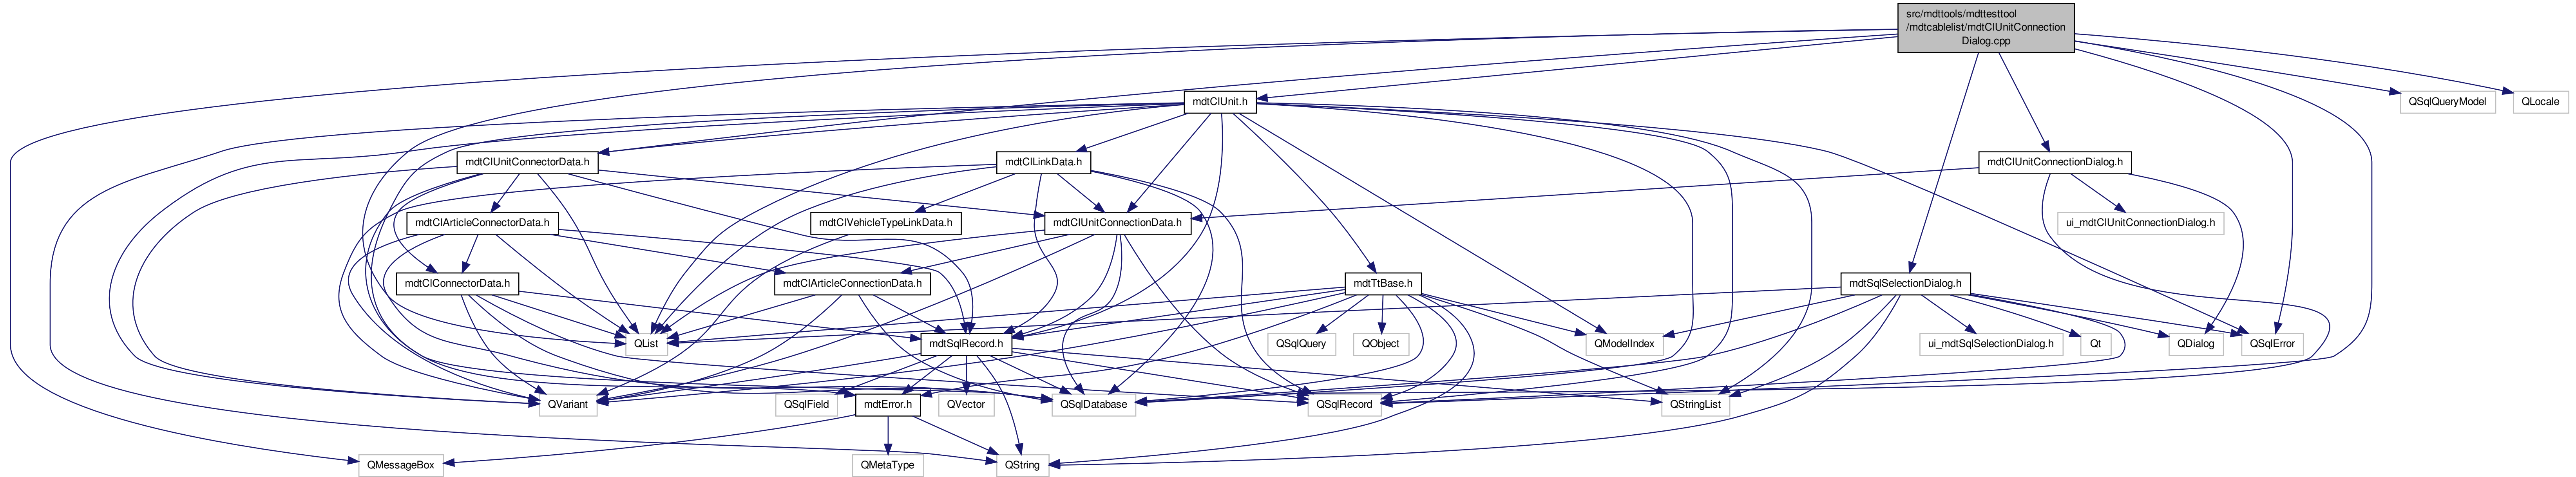 src/mdttools/mdttesttool
/mdtcablelist/mdtClUnitConnection
Dialog.cpp
mdtClUnit.h
QSqlQueryModel
QLocale
mdtClUnitConnectorData.h
mdtClLinkData.h
mdtClUnitConnectionDialog.h
mdtClArticleConnectorData.h
mdtClVehicleTypeLinkData.h
mdtClUnitConnectionData.h
ui_mdtClUnitConnectionDialog.h
mdtClConnectorData.h
mdtClArticleConnectionData.h
mdtTtBase.h
mdtSqlSelectionDialog.h
QList
mdtSqlRecord.h
QSqlQuery
QObject
QModelIndex
ui_mdtSqlSelectionDialog.h
Qt
QDialog
QSqlError
QVariant
QSqlField
mdtError.h
QVector
QSqlDatabase
QSqlRecord
QStringList
QMessageBox
QMetaType
QString